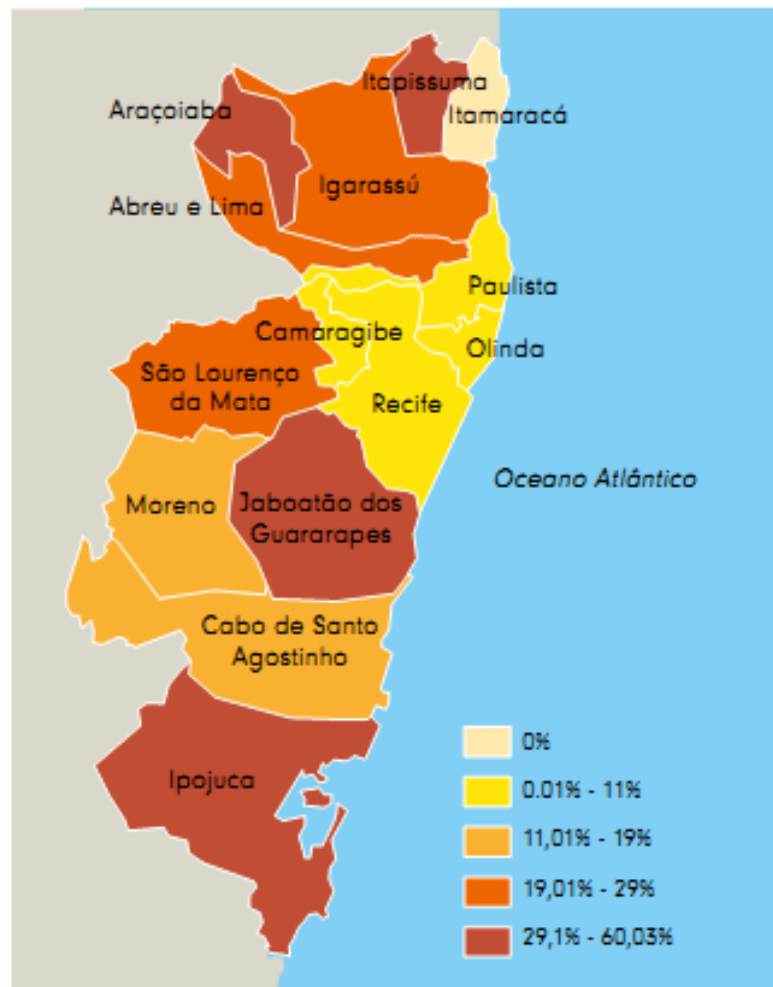 Itapissuma
Araçoiaba
Itamaracá
Igarassú
Abreu e Lima
Paulista
Camaragibe
Olinda
São Lourenço
da Mata
Recife
Oceano Atlântico
Moreno
Jaboatão dos
Guararapes
Cabo de Santo
Agostinho
Ipojuca
0%
0.01% - 11%
11,01% - 19%
19,01% - 29%
29,1% - 60,03%